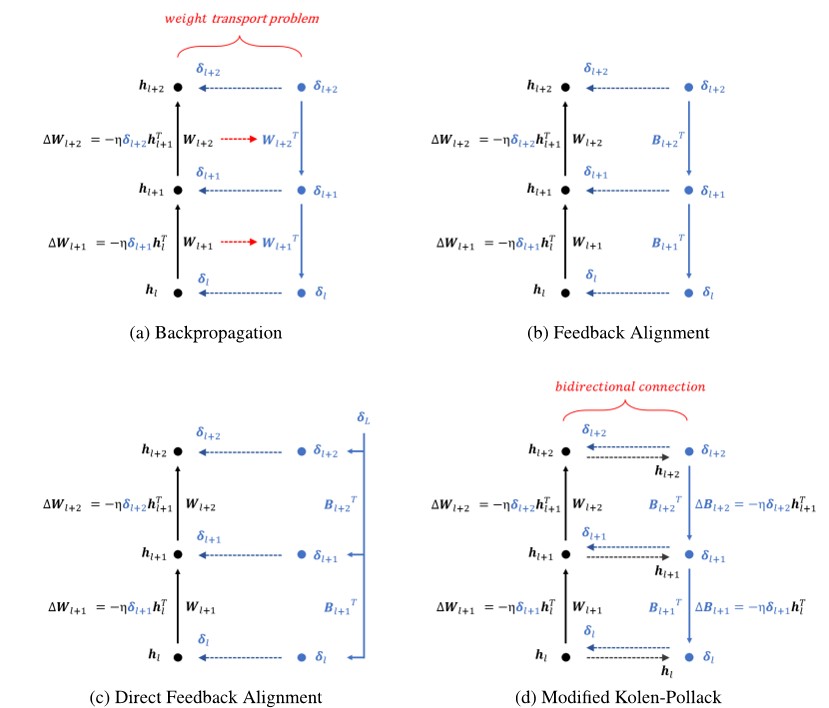 weight transport problem
δ_{l+2}
h_{l+2} δ_{l+2}
ΔW_{l+2} = −ηδ_{l+2}h_{l+1}^T W_{l+2} W_{l+2}^T
δ_{l+1}
h_{l+1} δ_{l+1}
ΔW_{l+1} = −ηδ_{l+1}h_l^T W_{l+1} W_{l+1}^T
δ_l
h_l δ_l
(a) Backpropagation
δ_{l+2}
h_{l+2} δ_{l+2}
ΔW_{l+2} = −ηδ_{l+2}h_{l+1}^T W_{l+2} B_{l+2}^T
δ_{l+1}
h_{l+1} δ_{l+1}
ΔW_{l+1} = −ηδ_{l+1}h_l^T W_{l+1} B_{l+1}^T
δ_l
h_l δ_l
(b) Feedback Alignment
δ_L
δ_{l+2}
h_{l+2} δ_{l+2}
ΔW_{l+2} = −ηδ_{l+2}h_{l+1}^T W_{l+2} B_{l+2}^T
δ_{l+1}
h_{l+1} δ_{l+1}
ΔW_{l+1} = −ηδ_{l+1}h_l^T W_{l+1} B_{l+1}^T
δ_l
h_l δ_l
(c) Direct Feedback Alignment
bidirectional connection
δ_{l+2}
h_{l+2} δ_{l+2}
h_{l+2}
ΔW_{l+2} = −ηδ_{l+2}h_{l+1}^T W_{l+2} B_{l+2}^T ΔB_{l+2} = −ηδ_{l+2}h_{l+1}^T
δ_{l+1}
h_{l+1} δ_{l+1}
h_{l+1}
ΔW_{l+1} = −ηδ_{l+1}h_l^T W_{l+1} B_{l+1}^T ΔB_{l+1} = −ηδ_{l+1}h_l^T
δ_l
h_l δ_l
h_l
(d) Modified Kolen-Pollack